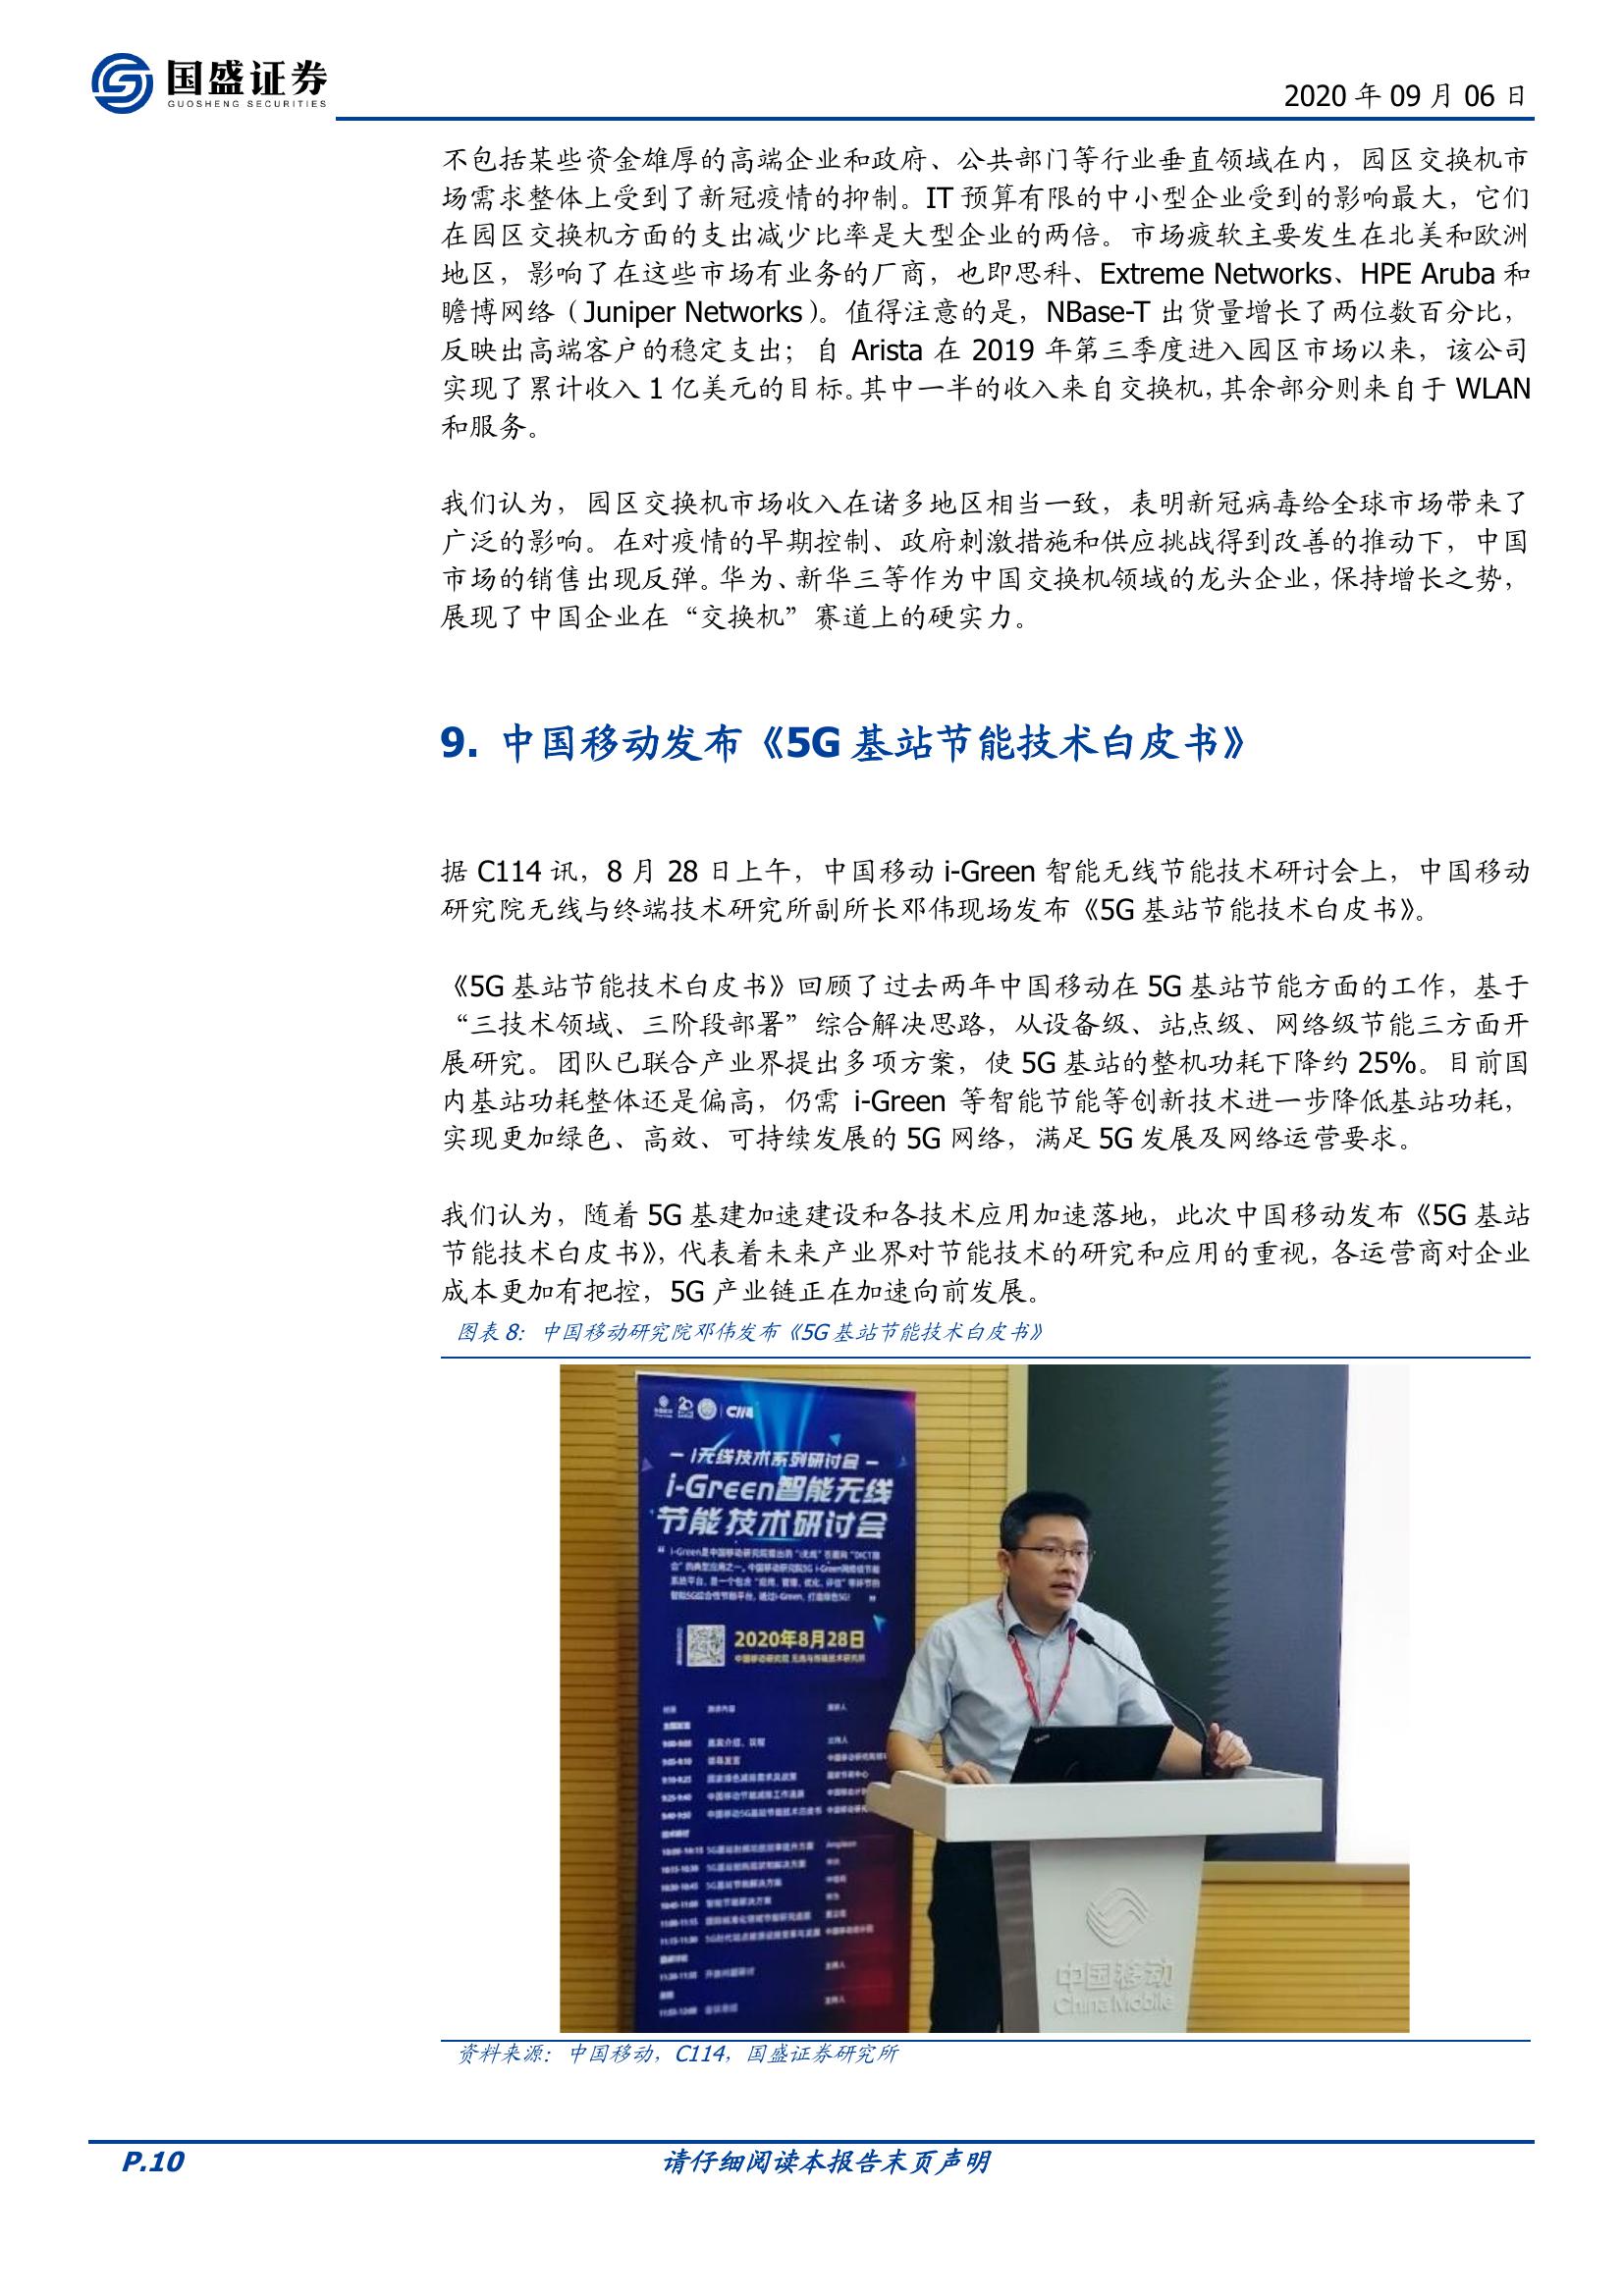 国盛证券
GUOSHENG SECURITIES
2020 年 09 月 06 日
不包括某些资金雄厚的高端企业和政府、公共部门等行业垂直领域在内，园区交换机市
场需求整体上受到了新冠疫情的抑制。IT 预算有限的中小型企业受到的影响最大，它们
在园区交换机方面的支出减少比率是大型企业的两倍。市场疲软主要发生在北美和欧洲
地区，影响了在这些市场有业务的厂商，也即思科、Extreme Networks、HPE Aruba 和
瞻博网络（Juniper Networks）。值得注意的是，NBase-T 出货量增长了两位数百分比，
反映出高端客户的稳定支出；自 Arista 在 2019 年第三季度进入园区市场以来，该公司
实现了累计收入 1 亿美元的目标。其中一半的收入来自交换机，其余部分则来自于 WLAN
和服务。
我们认为，园区交换机市场收入在诸多地区相当一致，表明新冠病毒给全球市场带来了
广泛的影响。在对疫情的早期控制、政府刺激措施和供应挑战得到改善的推动下，中国
市场的销售出现反弹。华为、新华三等作为中国交换机领域的龙头企业，保持增长之势，
展现了中国企业在“交换机”赛道上的硬实力。
9. 中国移动发布《5G 基站节能技术白皮书》
据 C114 讯，8 月 28 日上午，中国移动 i-Green 智能无线节能技术研讨会上，中国移动
研究院无线与终端技术研究所副所长邓伟现场发布《5G 基站节能技术白皮书》。
《5G 基站节能技术白皮书》回顾了过去两年中国移动在 5G 基站节能方面的工作，基于
“三技术领域、三阶段部署”综合解决思路，从设备级、站点级、网络级节能三方面开
展研究。团队已联合产业界提出多项方案，使 5G 基站的整机功耗下降约 25%。目前国
内基站功耗整体还是偏高，仍需 i-Green 等智能节能等创新技术进一步降低基站功耗，
实现更加绿色、高效、可持续发展的 5G 网络，满足 5G 发展及网络运营要求。
我们认为，随着 5G 基建加速建设和各技术应用加速落地，此次中国移动发布《5G 基站
节能技术白皮书》，代表着未来产业界对节能技术的研究和应用的重视，各运营商对企业
成本更加有把控，5G 产业链正在加速向前发展。
图表 8：中国移动研究院邓伟发布《5G 基站节能技术白皮书》
C114
— i无线技术系列研讨会 —
i-Green智能无线
节能技术研讨会
2020年8月28日
中国移动研究院 无线与终端技术研究所
中国移动
China Mobile
资料来源：中国移动，C114，国盛证券研究所
P.10
请仔细阅读本报告末页声明